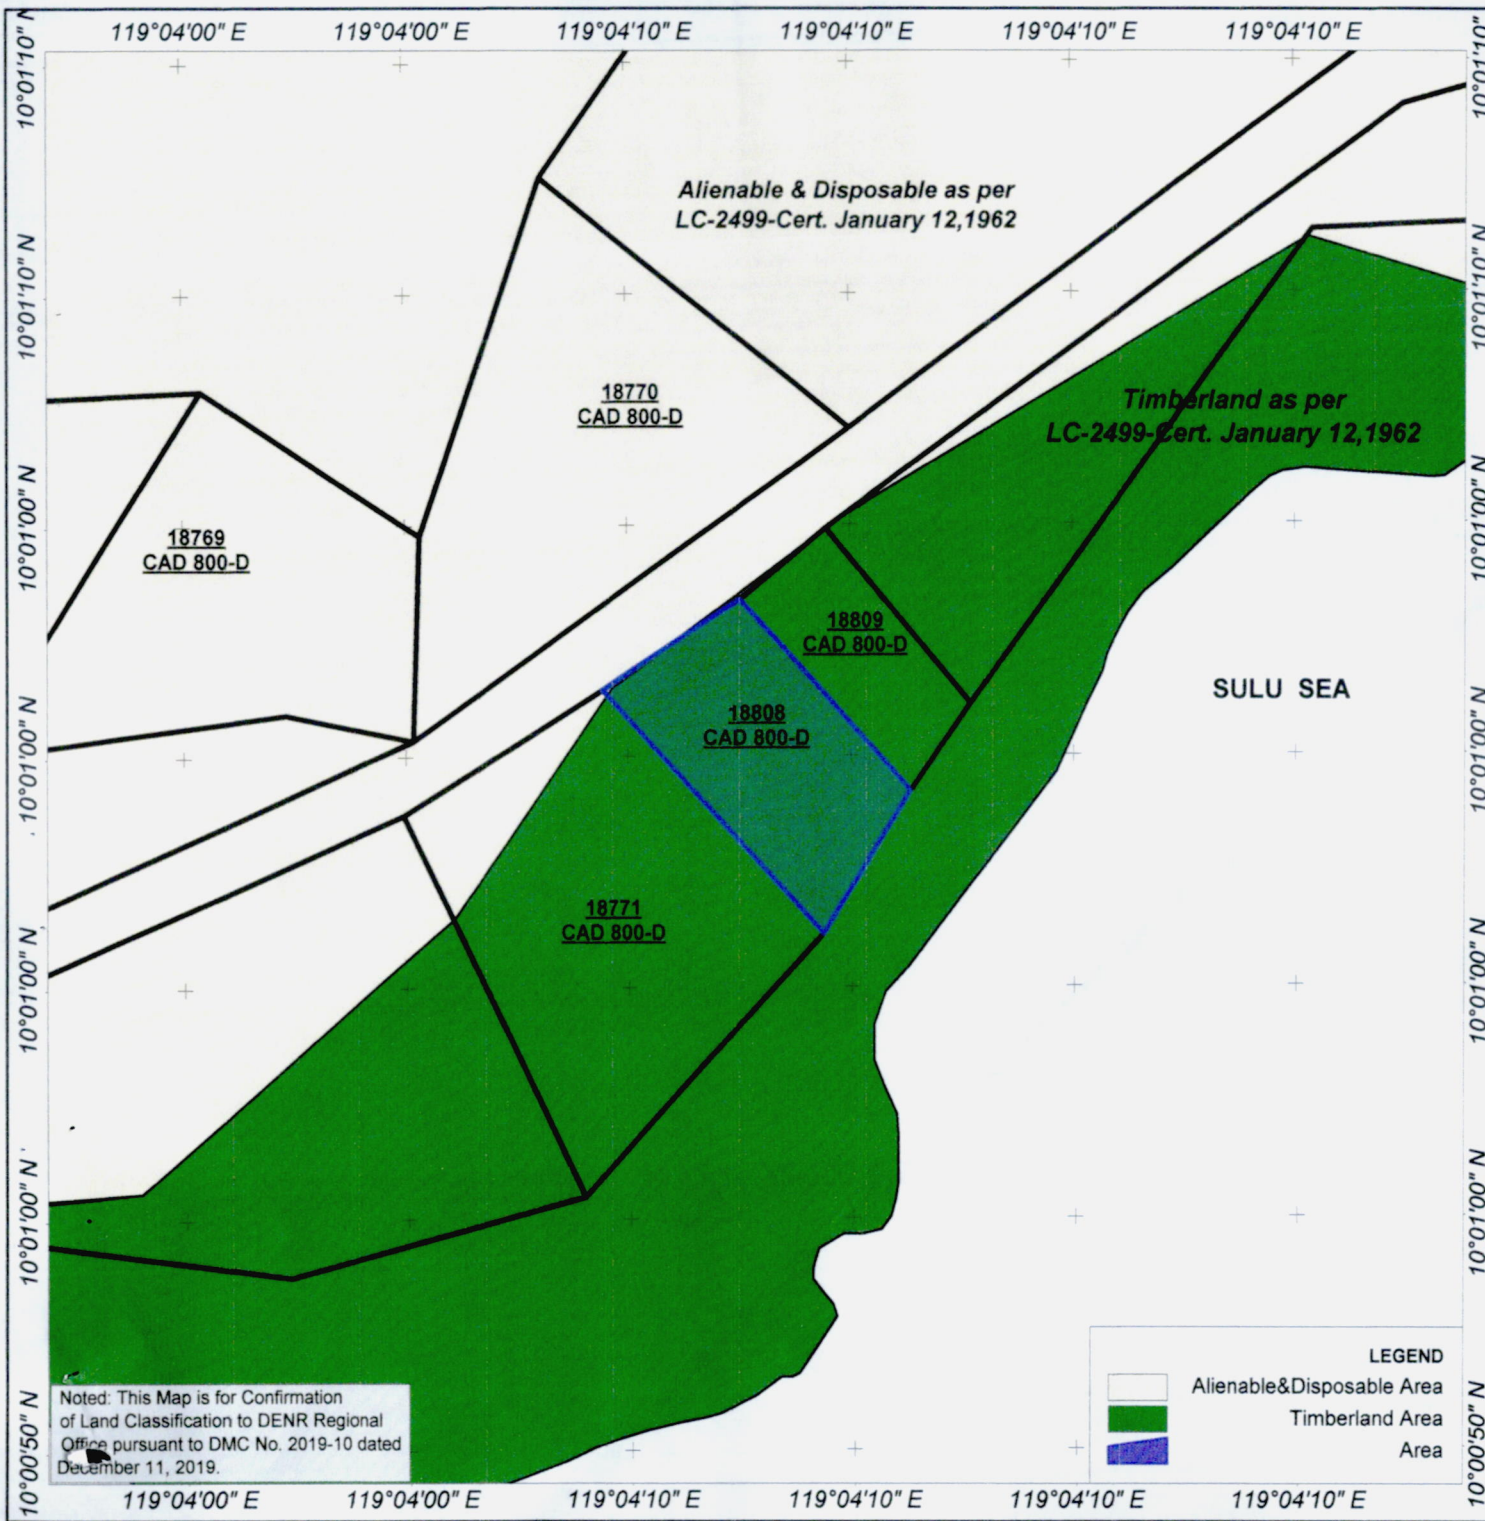 119°04'00" E 119°04'00" E 119°04'10" E 119°04'10" E 119°04'10" E 119°04'10" E
10°01'10" N
10°01'10" N
10°01'00" N
10°01'00" N
10°01'00" N
10°01'00" N
10°00'50" N
Alienable & Disposable as per
LC-2499-Cert. January 12,1962
18770
CAD 800-D
Timberland as per
LC-2499-Cert. January 12,1962
18769
CAD 800-D
18809
CAD 800-D
SULU SEA
18808
CAD 800-D
18771
CAD 800-D
Noted: This Map is for Confirmation
of Land Classification to DENR Regional
Office pursuant to DMC No. 2019-10 dated
December 11, 2019.
LEGEND
Alienable&Disposable Area
Timberland Area
Area
10°01'10"
10°01'10" N
10°01'00" N
10°01'00" N
10°01'00" N
10°01'00" N
10°00'50" N
119°04'00" E 119°04'00" E 119°04'10" E 119°04'10" E 119°04'10" E 119°04'10" E